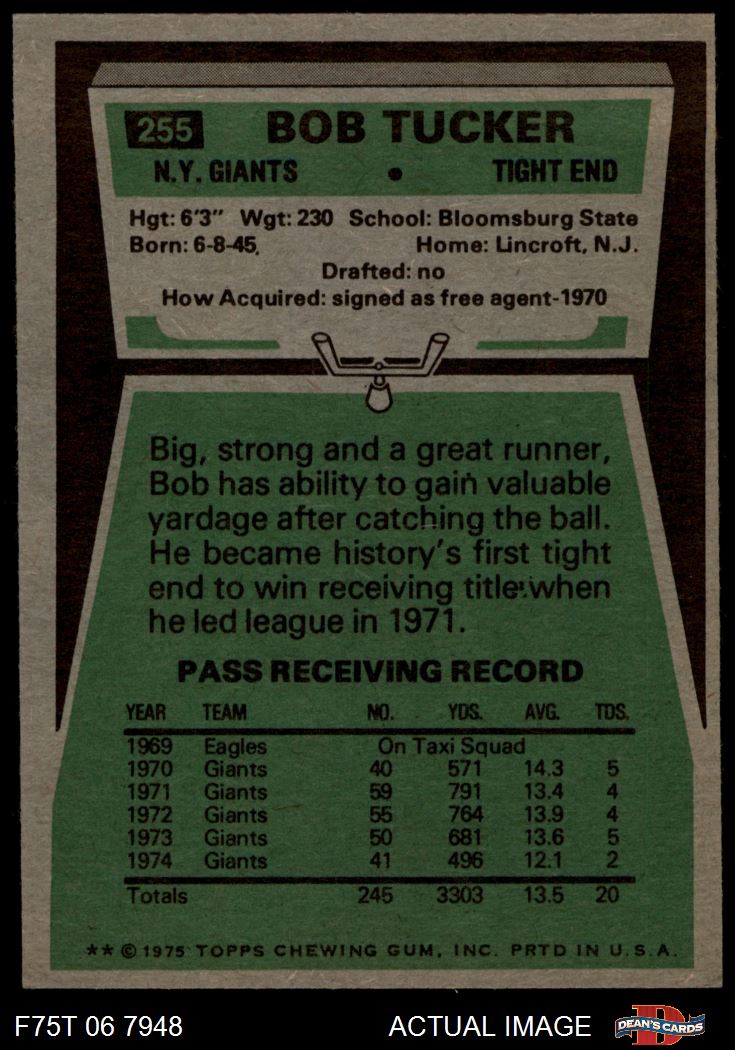 255 BOB TUCKER
N.Y. GIANTS • TIGHT END
Hgt: 6'3" Wgt: 230 School: Bloomsburg State
Born: 6-8-45. Home: Lincroft, N.J.
Drafted: no
How Acquired: signed as free agent-1970
Big, strong and a great runner,
Bob has ability to gain valuable
yardage after catching the ball.
He became history's first tight
end to win receiving title when
he led league in 1971.
PASS RECEIVING RECORD
YEAR TEAM NO. YDS. AVG. TDS.
1969 Eagles On Taxi Squad
1970 Giants 40 571 14.3 5
1971 Giants 59 791 13.4 4
1972 Giants 55 764 13.9 4
1973 Giants 50 681 13.6 5
1974 Giants 41 496 12.1 2
Totals 245 3303 13.5 20
** © 1975 TOPPS CHEWING GUM, INC. PRTD IN U.S.A.
F75T 06 7948 ACTUAL IMAGE D DEAN'S CARDS